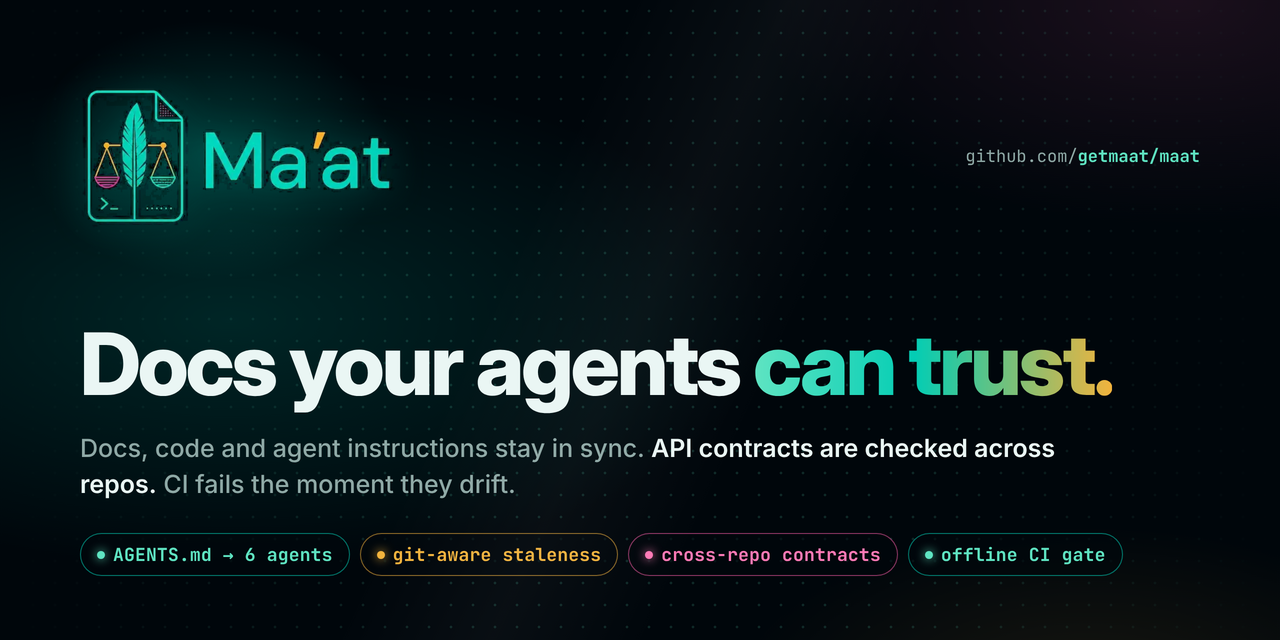 Ma'at
github.com/getmaat/maat
Docs your agents can trust.
Docs, code and agent instructions stay in sync. API contracts are checked across
repos. CI fails the moment they drift.
AGENTS.md → 6 agents
git-aware staleness
cross-repo contracts
offline CI gate